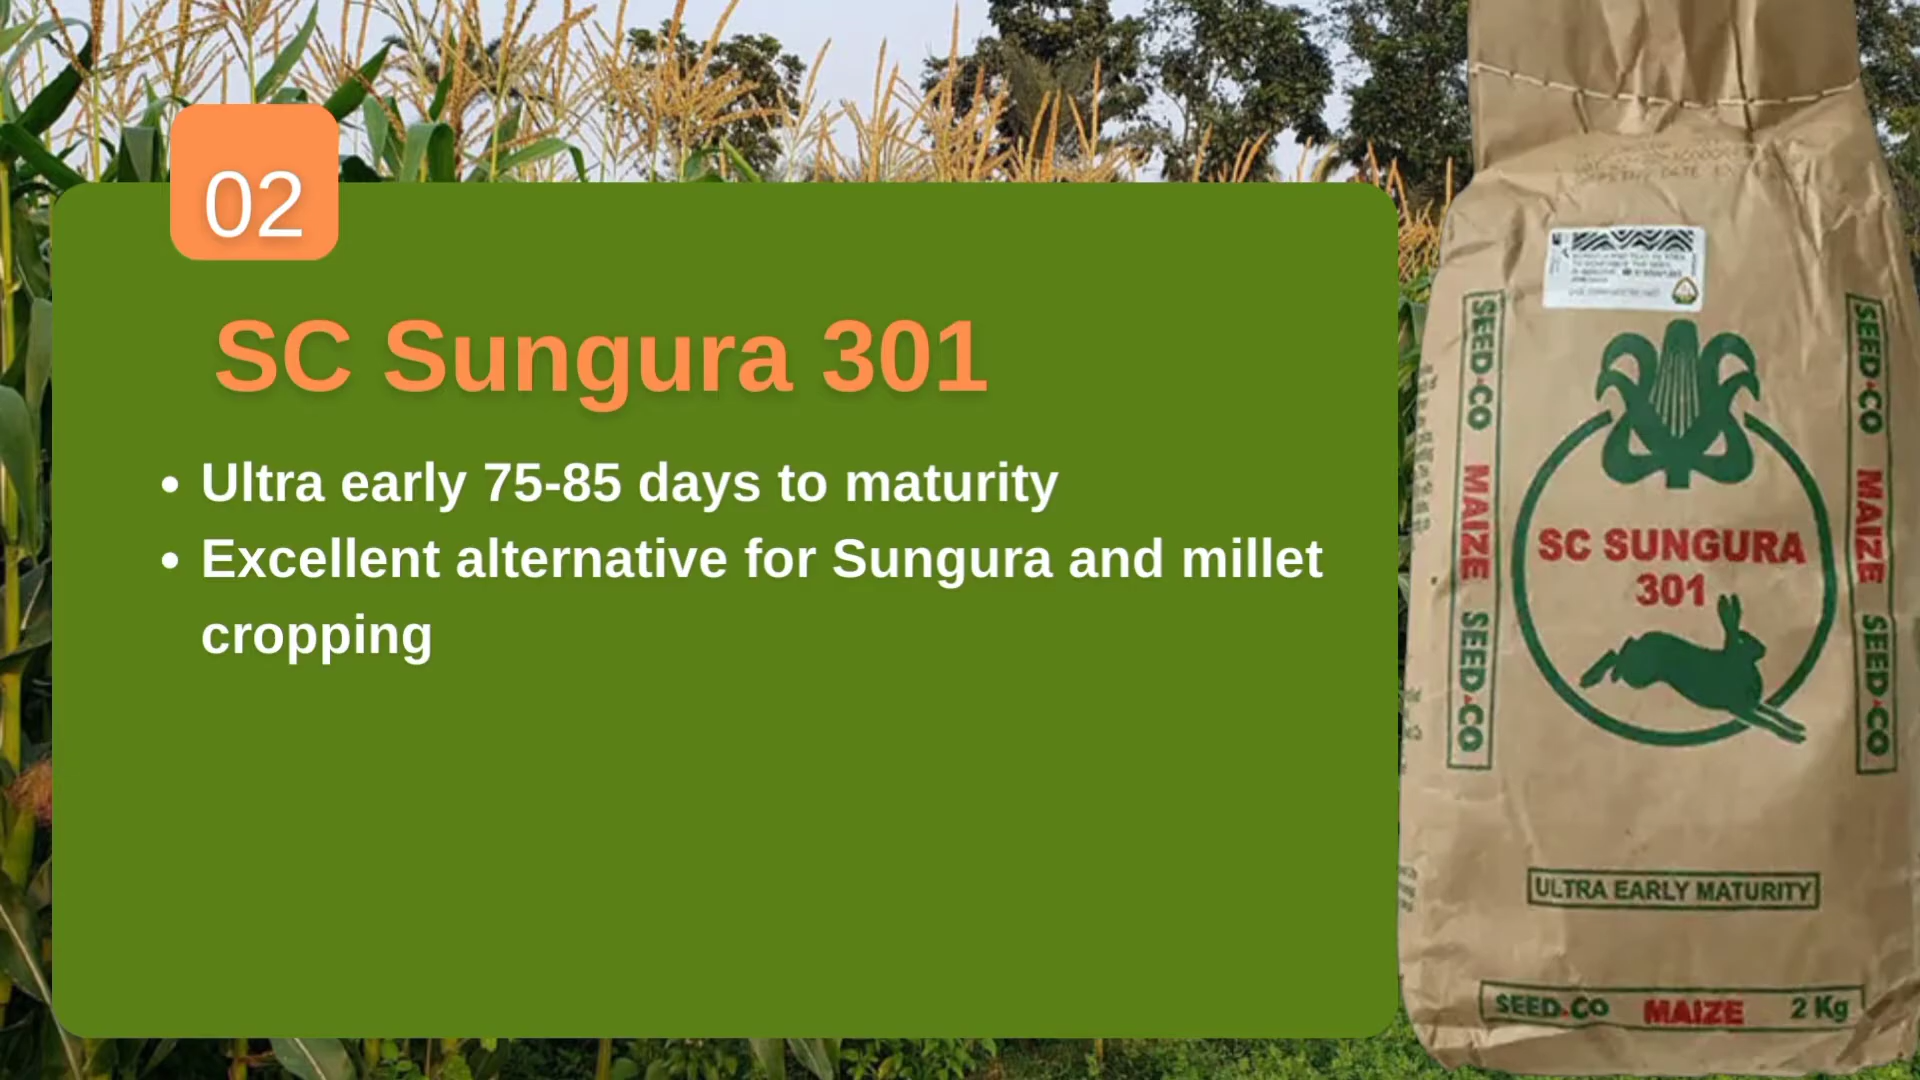 02
SC Sungura 301
• Ultra early 75-85 days to maturity
• Excellent alternative for Sungura and millet
cropping
SEED·CO MAIZE SEED·CO
SEED·CO MAIZE SEED·CO
SC SUNGURA
301
ULTRA EARLY MATURITY
SEED·CO MAIZE 2 Kg